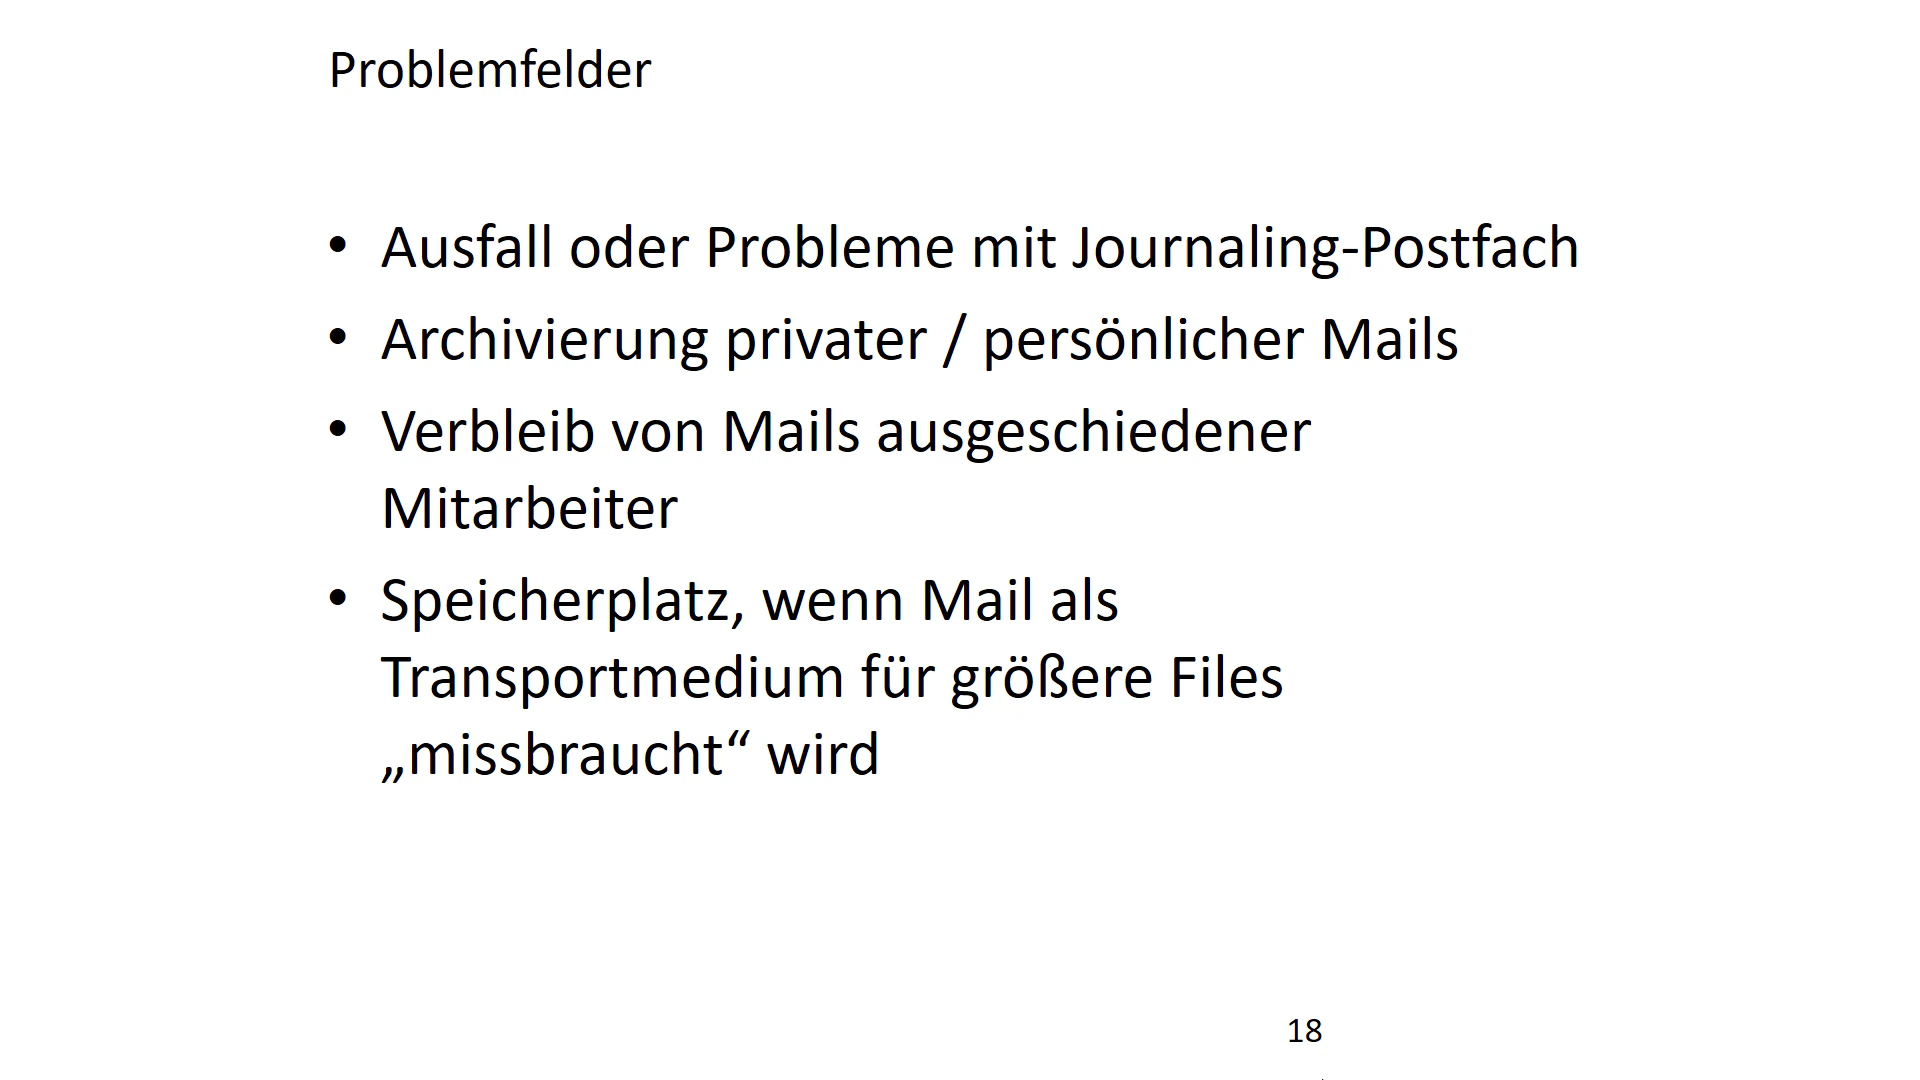 Problemfelder
• Ausfall oder Probleme mit Journaling-Postfach
• Archivierung privater / persönlicher Mails
• Verbleib von Mails ausgeschiedener
Mitarbeiter
• Speicherplatz, wenn Mail als
Transportmedium für größere Files
„missbraucht“ wird
18